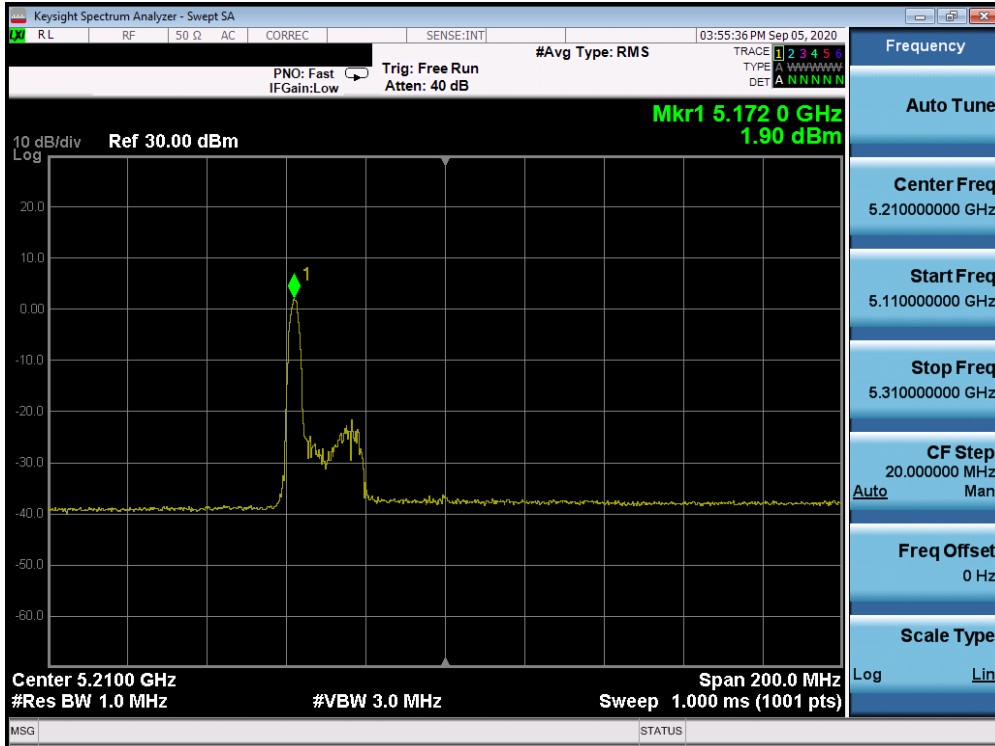 Keysight Spectrum Analyzer - Swept SA
LXI RL RF 50 Ω AC CORREC SENSE:INT 03:55:36 PM Sep 05, 2020
#Avg Type: RMS TRACE 1 2 3 4 5 6
PNO: Fast Trig: Free Run TYPE A WWWWW
IFGain:Low Atten: 40 dB DET A N N N N N
Mkr1 5.172 0 GHz
1.90 dBm
10 dB/div Ref 30.00 dBm
Log
20.0
10.0
1
0.00
-10.0
-20.0
-30.0
-40.0
-50.0
-60.0
Center 5.2100 GHz Span 200.0 MHz
#Res BW 1.0 MHz #VBW 3.0 MHz Sweep 1.000 ms (1001 pts)
MSG STATUS
Frequency
Auto Tune
Center Freq
5.210000000 GHz
Start Freq
5.110000000 GHz
Stop Freq
5.310000000 GHz
CF Step
20.000000 MHz
Auto Man
Freq Offset
0 Hz
Scale Type
Log Lin